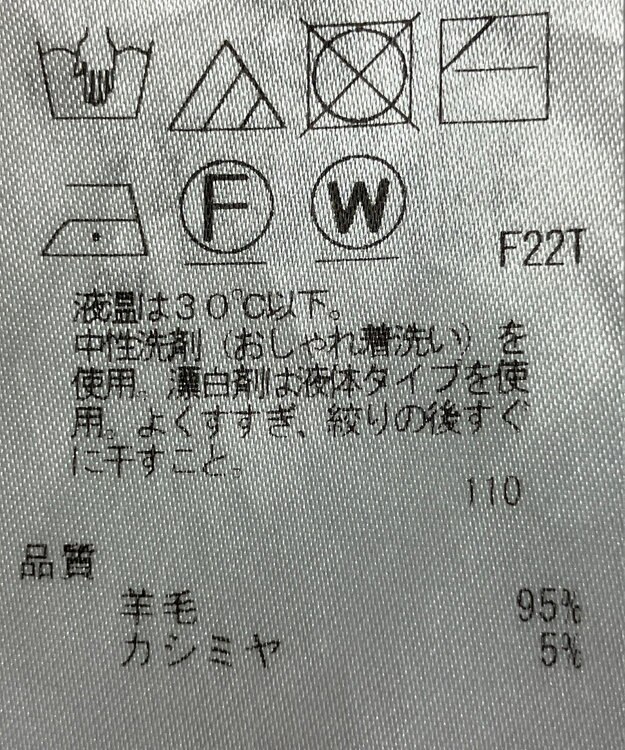 F W F22T
液温は30℃以下。
中性洗剤(おしゃれ着洗い)を
使用。漂白剤は液体タイプを使
用。よくすすぎ、絞りの後すぐ
に干すこと。
110
品質
羊毛 95%
カシミヤ 5%